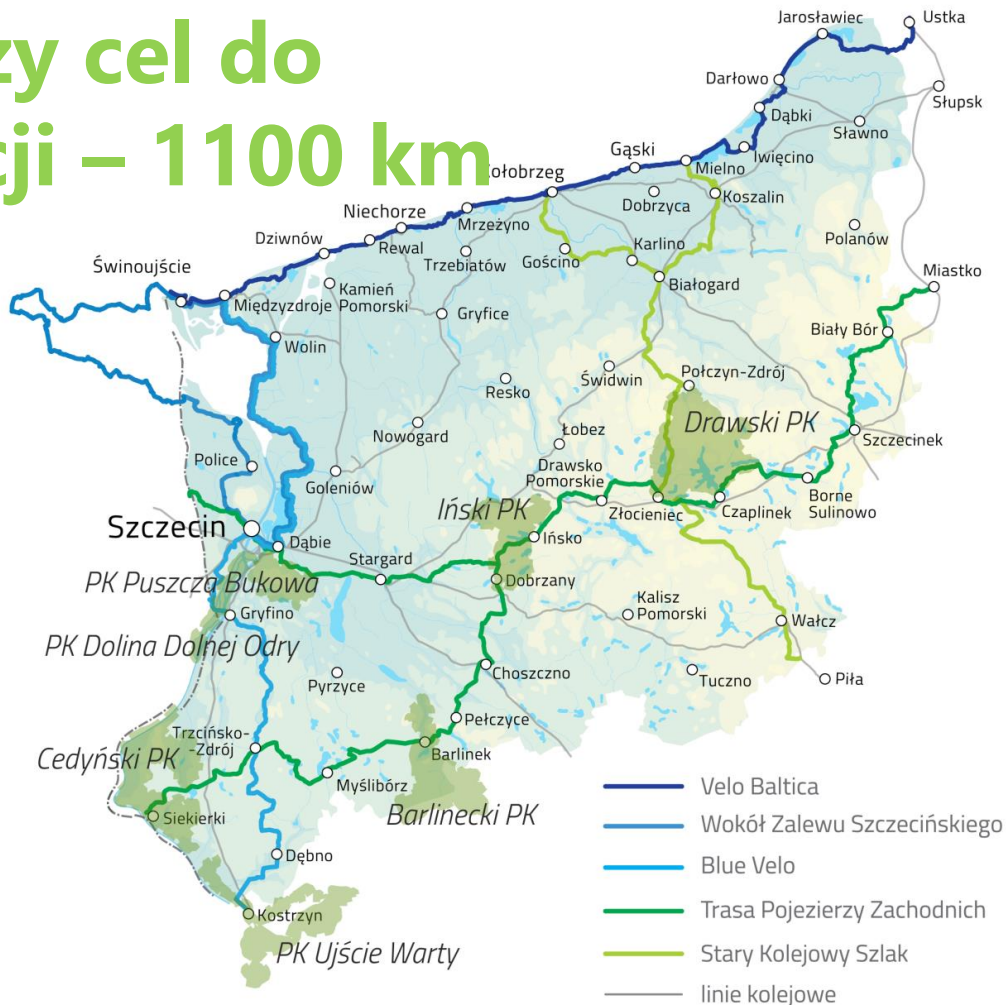 zy cel do
cji – 1100 km
Jarosławiec
Ustka
Darłowo
Słupsk
Dąbki
Sławno
Gąski
Iwięcino
Mielno
ołobrzeg
Dobrzyca
Koszalin
Niechorze
Mrzeżyno
Polanów
Dziwnów
Rewal
Trzebiatów
Gościno
Karlino
Świnoujście
Białogard
Miastko
Międzyzdroje
Kamień
Pomorski
Gryfice
Biały Bór
Wolin
Świdwin
Połczyn-Zdrój
Resko
Drawski PK
Nowogard
Łobez
Szczecinek
Police
Goleniów
Drawsko
Pomorskie
Iński PK
Złocieniec
Czaplinek
Borne
Sulinowo
Szczecin
Dąbie
Ińsko
Stargard
PK Puszcza Bukowa
Dobrzany
Gryfino
Kalisz
Pomorski
Wałcz
PK Dolina Dolnej Odry
Choszczno
Pyrzyce
Tuczno
Piła
Pełczyce
Trzcińsko-
-Zdrój
Cedyński PK
Barlinek
Myślibórz
Siekierki
Barlinecki PK
Dębno
Kostrzyn
PK Ujście Warty
Velo Baltica
Wokół Zalewu Szczecińskiego
Blue Velo
Trasa Pojezierzy Zachodnich
Stary Kolejowy Szlak
linie kolejowe